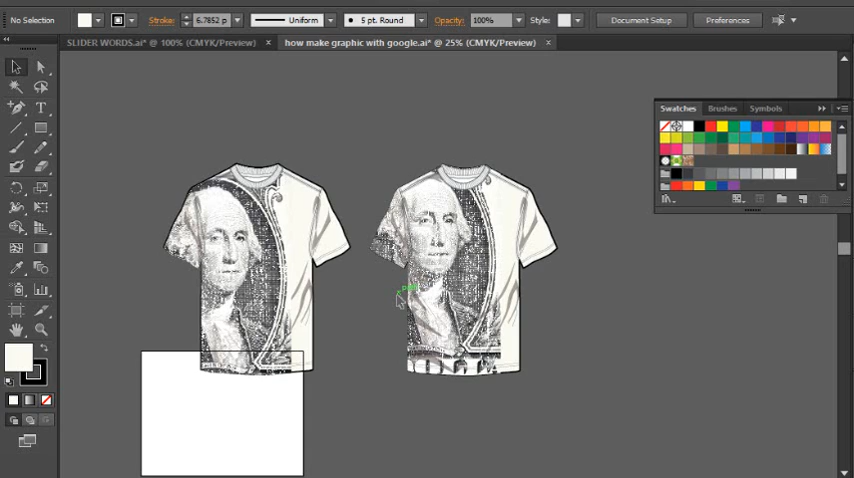 No Selection Stroke: 6.7852 p Uniform 5 pt. Round Opacity: 100% Style: Document Setup Preferences
SLIDER WORDS.ai* @ 100% (CMYK/Preview) × how make graphic with google.ai* @ 25% (CMYK/Preview) ×
Swatches Brushes Symbols